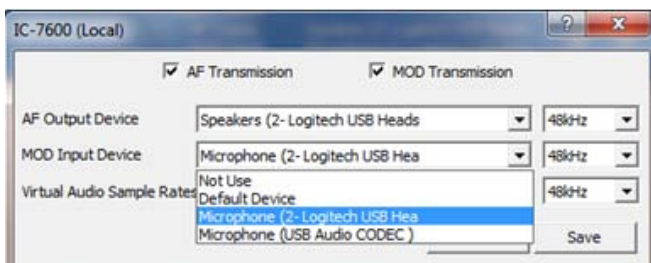 IC-7600 (Local)
AF Transmission MOD Transmission
AF Output Device Speakers (2- Logitech USB Heads 48kHz
MOD Input Device Microphone (2- Logitech USB Hea 48kHz
Virtual Audio Sample Rates 48kHz
Not Use
Default Device
Microphone (2- Logitech USB Hea
Microphone (USB Audio CODEC )
Save